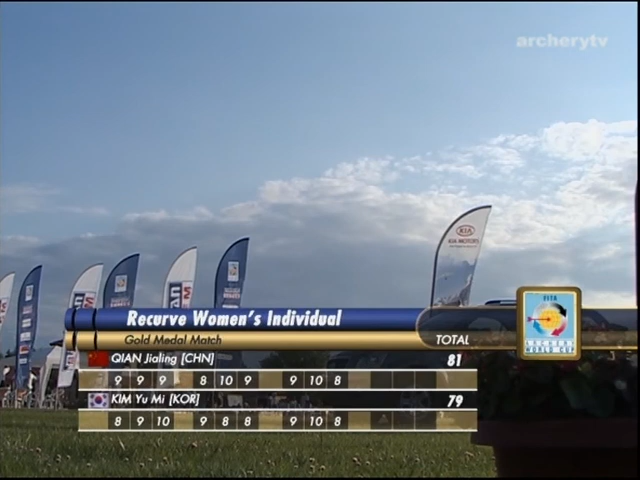 archerytv
KIA
KIA MOTORS
Recurve Women's Individual
FITA
Gold Medal Match TOTAL
WORLD CUP
QIAN Jialing [CHN] 81
9 9 9 8 10 9 9 10 8
KIM Yu Mi [KOR] 79
8 9 10 9 8 8 9 10 8